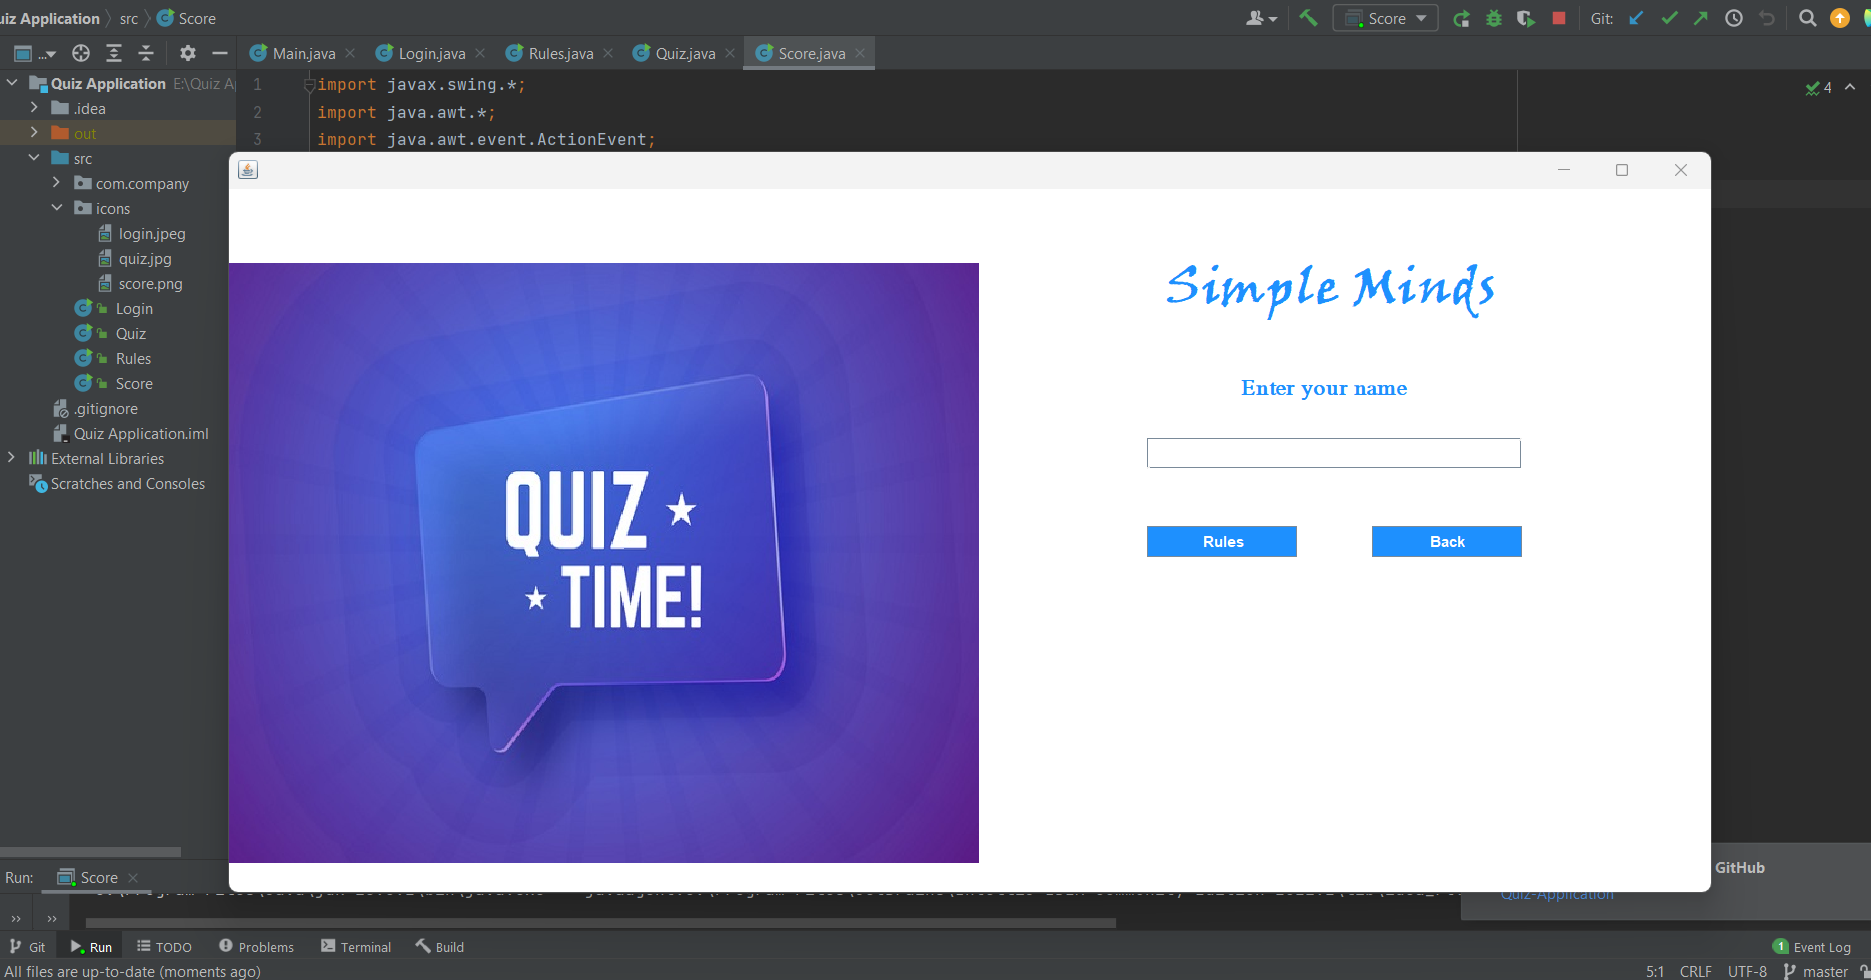 Quiz Application src Score
Score
Git:
Main.java Login.java Rules.java Quiz.java Score.java
Quiz Application E:\Quiz A
1 import javax.swing.*;
2 import java.awt.*;
3 import java.awt.event.ActionEvent;
4
.idea
out
src
com.company
icons
login.jpeg
quiz.jpg
score.png
Login
Quiz
Rules
Score
.gitignore
Quiz Application.iml
External Libraries
Scratches and Consoles
Simple Minds
Enter your name
Rules Back
QUIZ
TIME!
GitHub
Quiz-Application
Run: Score
Git Run TODO Problems Terminal Build
1 Event Log
All files are up-to-date (moments ago)
5:1 CRLF UTF-8 master